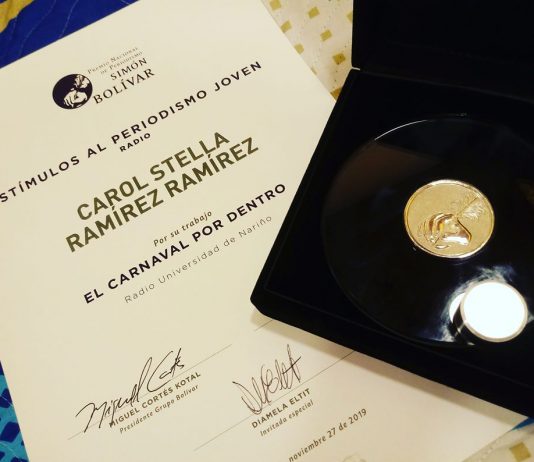 PREMIO NACIONAL
DE PERIODISMO
SIMÓN
BOLÍVAR
STÍMULOS AL PERIODISMO JOVEN
RADIO
CAROL STELLA
RAMÍREZ RAMÍREZ
Por su trabajo
EL CARNAVAL POR DENTRO
Radio Universidad de Nariño
MIGUEL CORTÉS KOTAL
Presidente Grupo Bolívar
DIAMELA ELTIT
Invitada especial
noviembre 27 de 2019